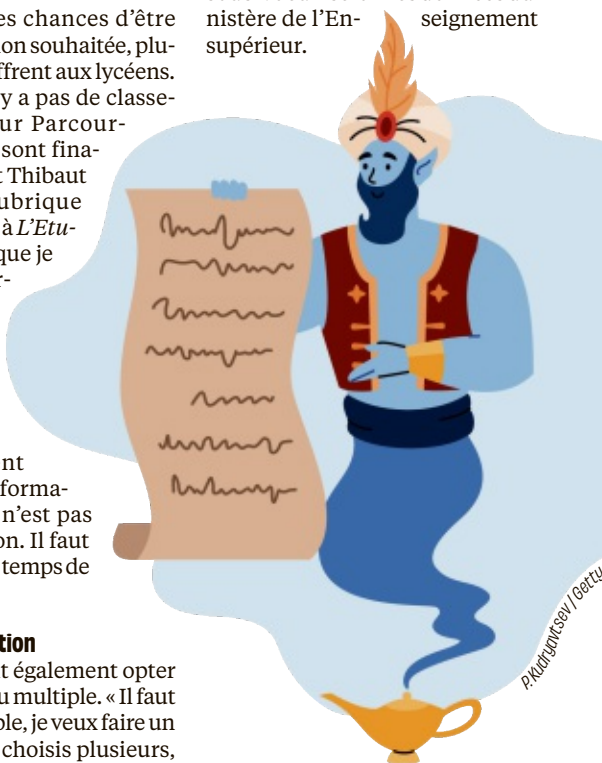 es chances d'être
ion souhaitée, plu-
ffrent aux lycéens.
y a pas de classe-
ur Parcour-
sont fina-
t Thibaut
ubrique
à L'Etu-
que je
r-
nt
forma-
n'est pas
on. Il faut
temps de
tion
t également opter
u multiple. « Il faut
ple, je veux faire un
choisis plusieurs,
nistère de l'En- seignement
supérieur.
P. Kudryavtsev / Getty